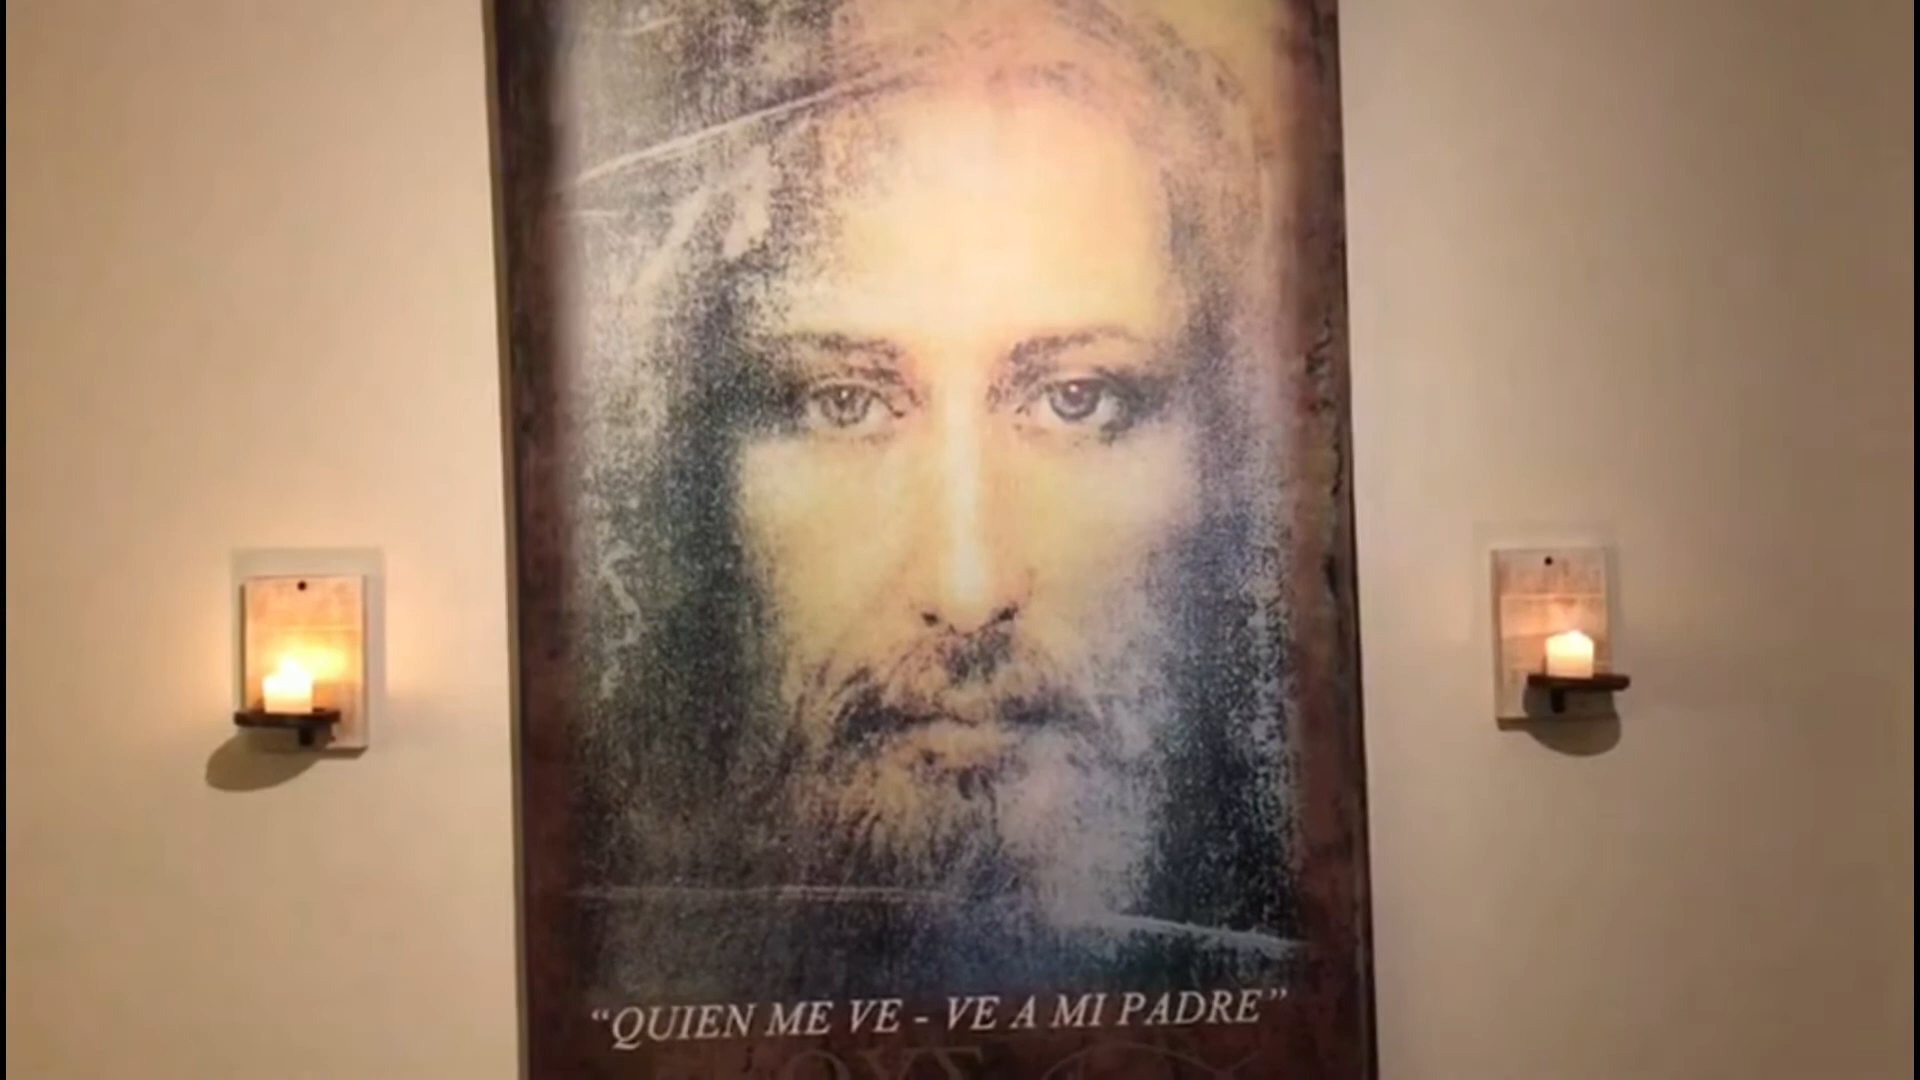 “QUIEN ME VE - VE A MI PADRE”